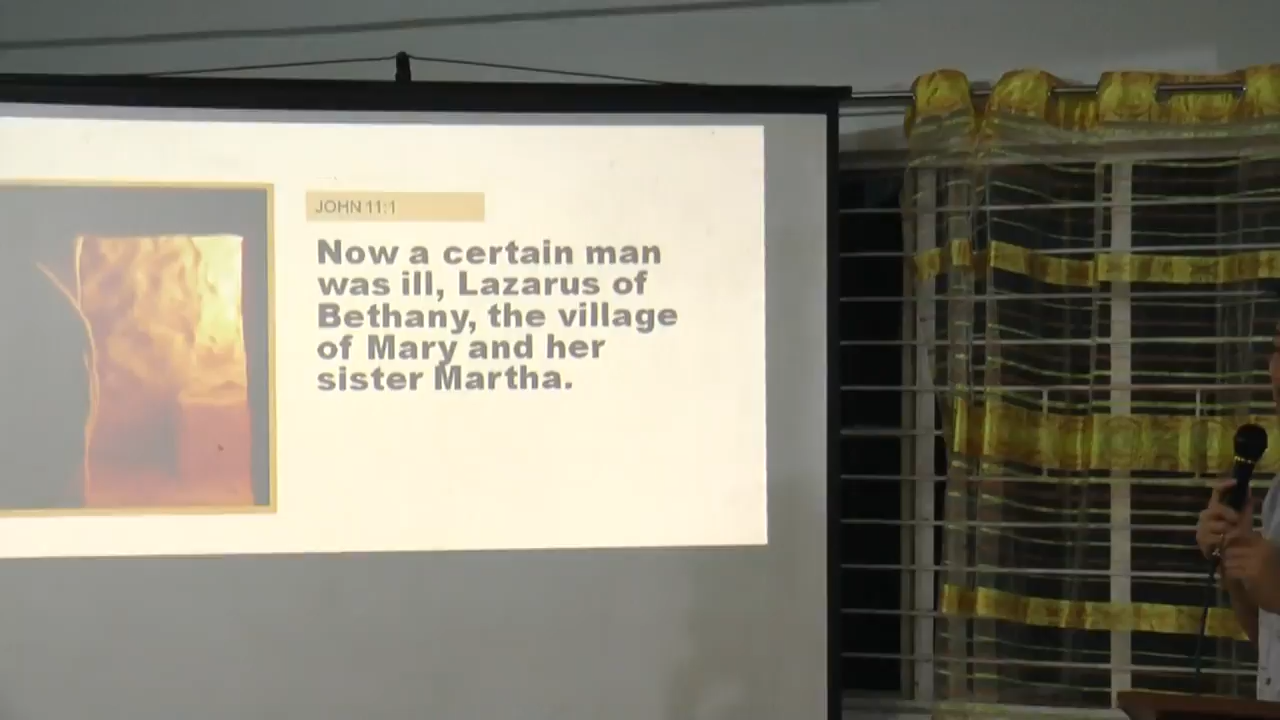 JOHN 11:1
Now a certain man
was ill, Lazarus of
Bethany, the village
of Mary and her
sister Martha.